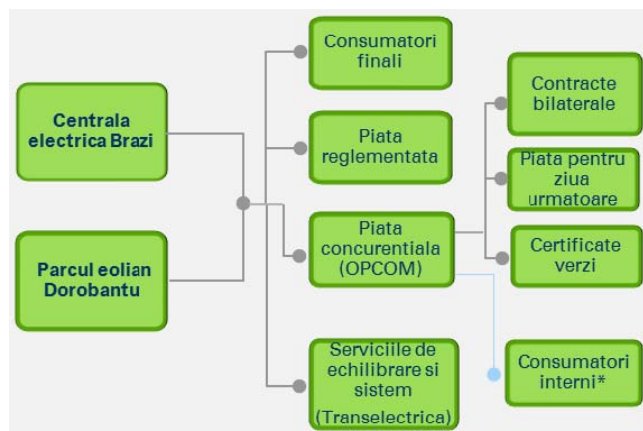 Centrala
electrica Brazi
Parcul eolian
Dorobantu
Consumatori
finali
Piata
reglementata
Piata
concurentiala
(OPCOM)
Serviciile de
echilibrare si
sistem
(Transelectrica)
Contracte
bilaterale
Piata pentru
ziua
urmatoare
Certificate
verzi
Consumatori
interni*